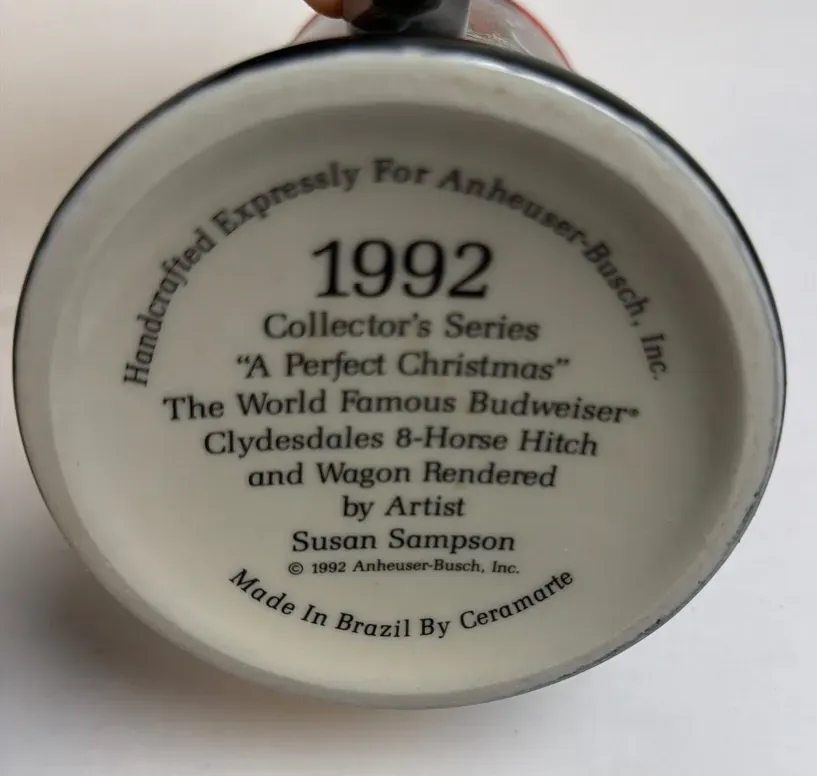 Handcrafted Expressly For Anheuser-Busch, Inc.
1992
Collector's Series
“A Perfect Christmas”
The World Famous Budweiser®
Clydesdales 8-Horse Hitch
and Wagon Rendered
by Artist
Susan Sampson
© 1992 Anheuser-Busch, Inc.
Made In Brazil By Ceramarte